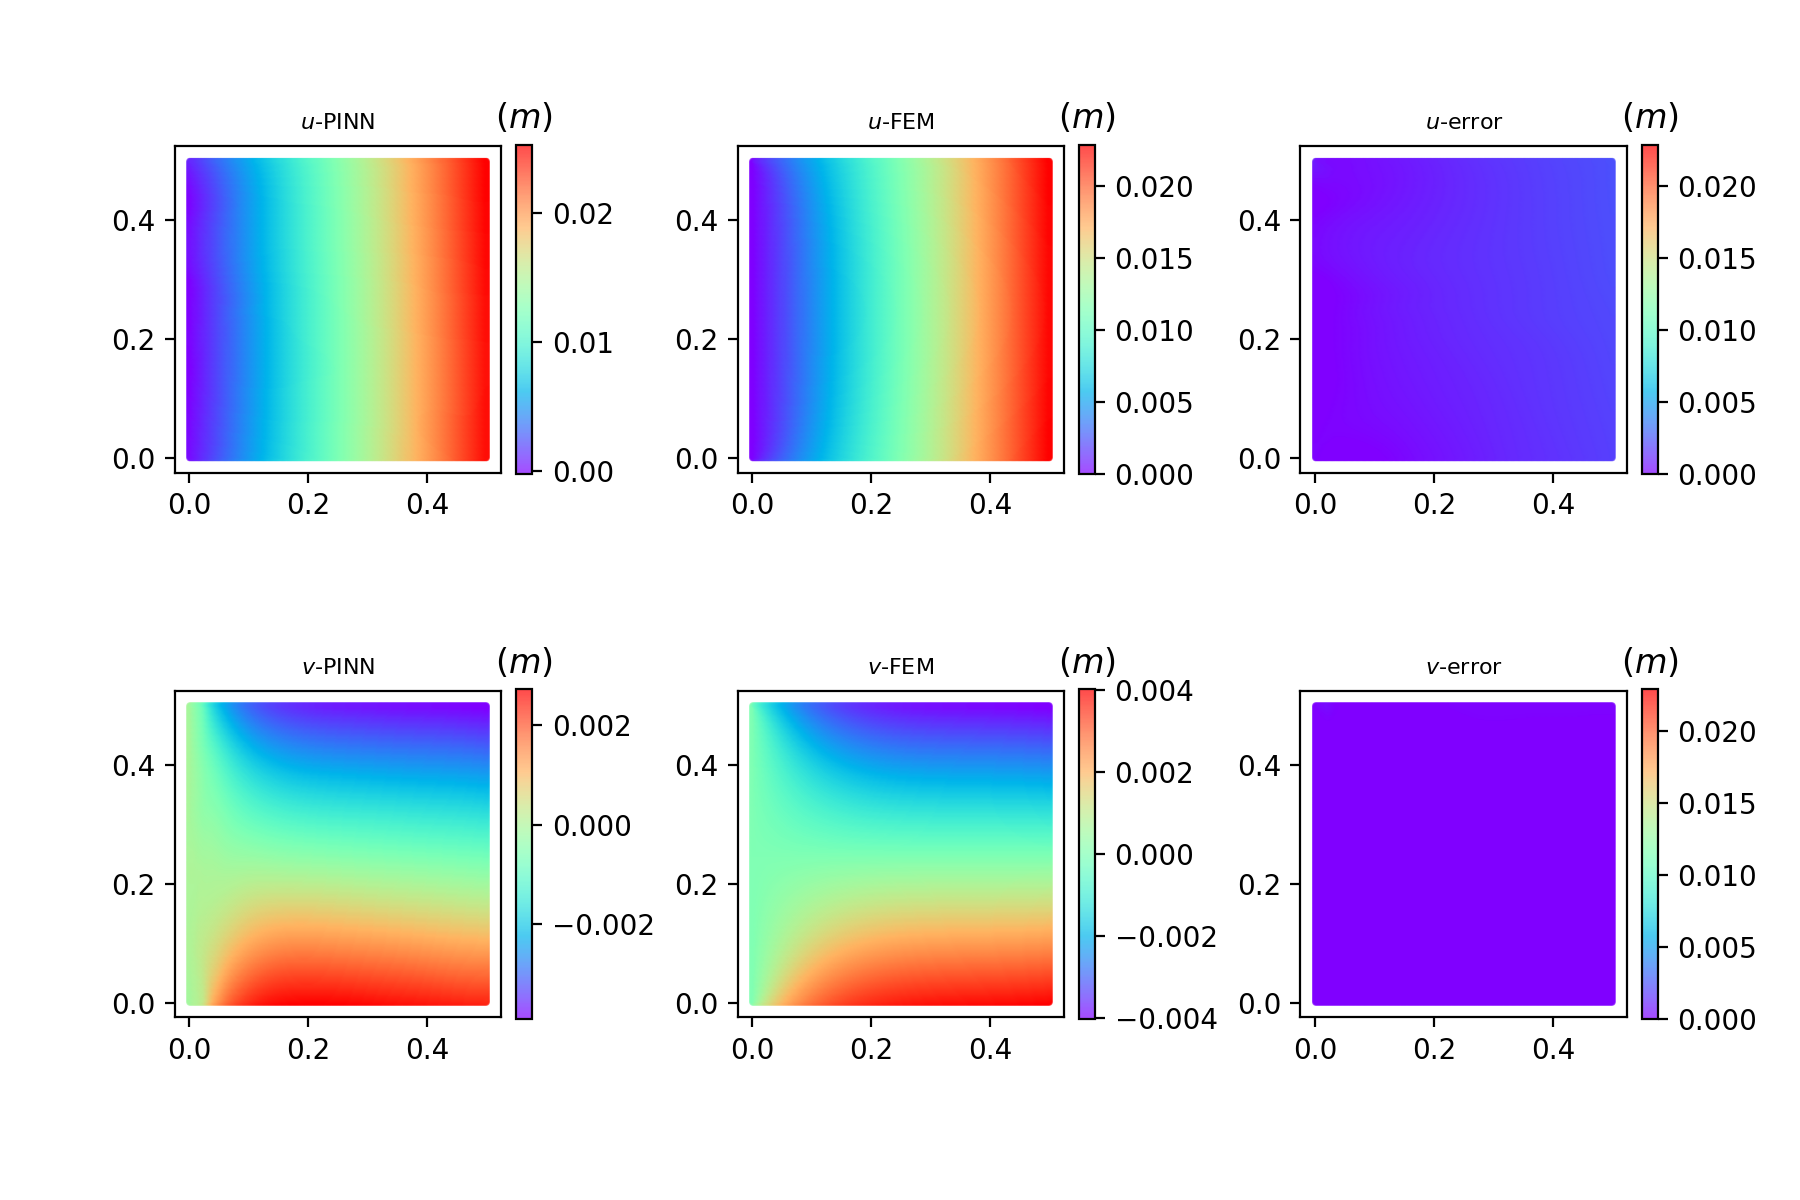 u-PINN (m) u-FEM (m) u-error (m)
0.4 0.02 0.4 0.020 0.4 0.020
0.015 0.015
0.2 0.01 0.2 0.010 0.2 0.010
0.005 0.005
0.0 0.00 0.0 0.000 0.0 0.000
0.0 0.2 0.4 0.0 0.2 0.4 0.0 0.2 0.4
v-PINN (m) v-FEM (m) v-error (m)
0.004
0.4 0.002 0.4 0.002 0.4 0.020
0.015
0.000 0.000 0.010
0.2 −0.002 0.2 −0.002 0.2 0.005
0.0 0.0 −0.004 0.0 0.000
0.0 0.2 0.4 0.0 0.2 0.4 0.0 0.2 0.4